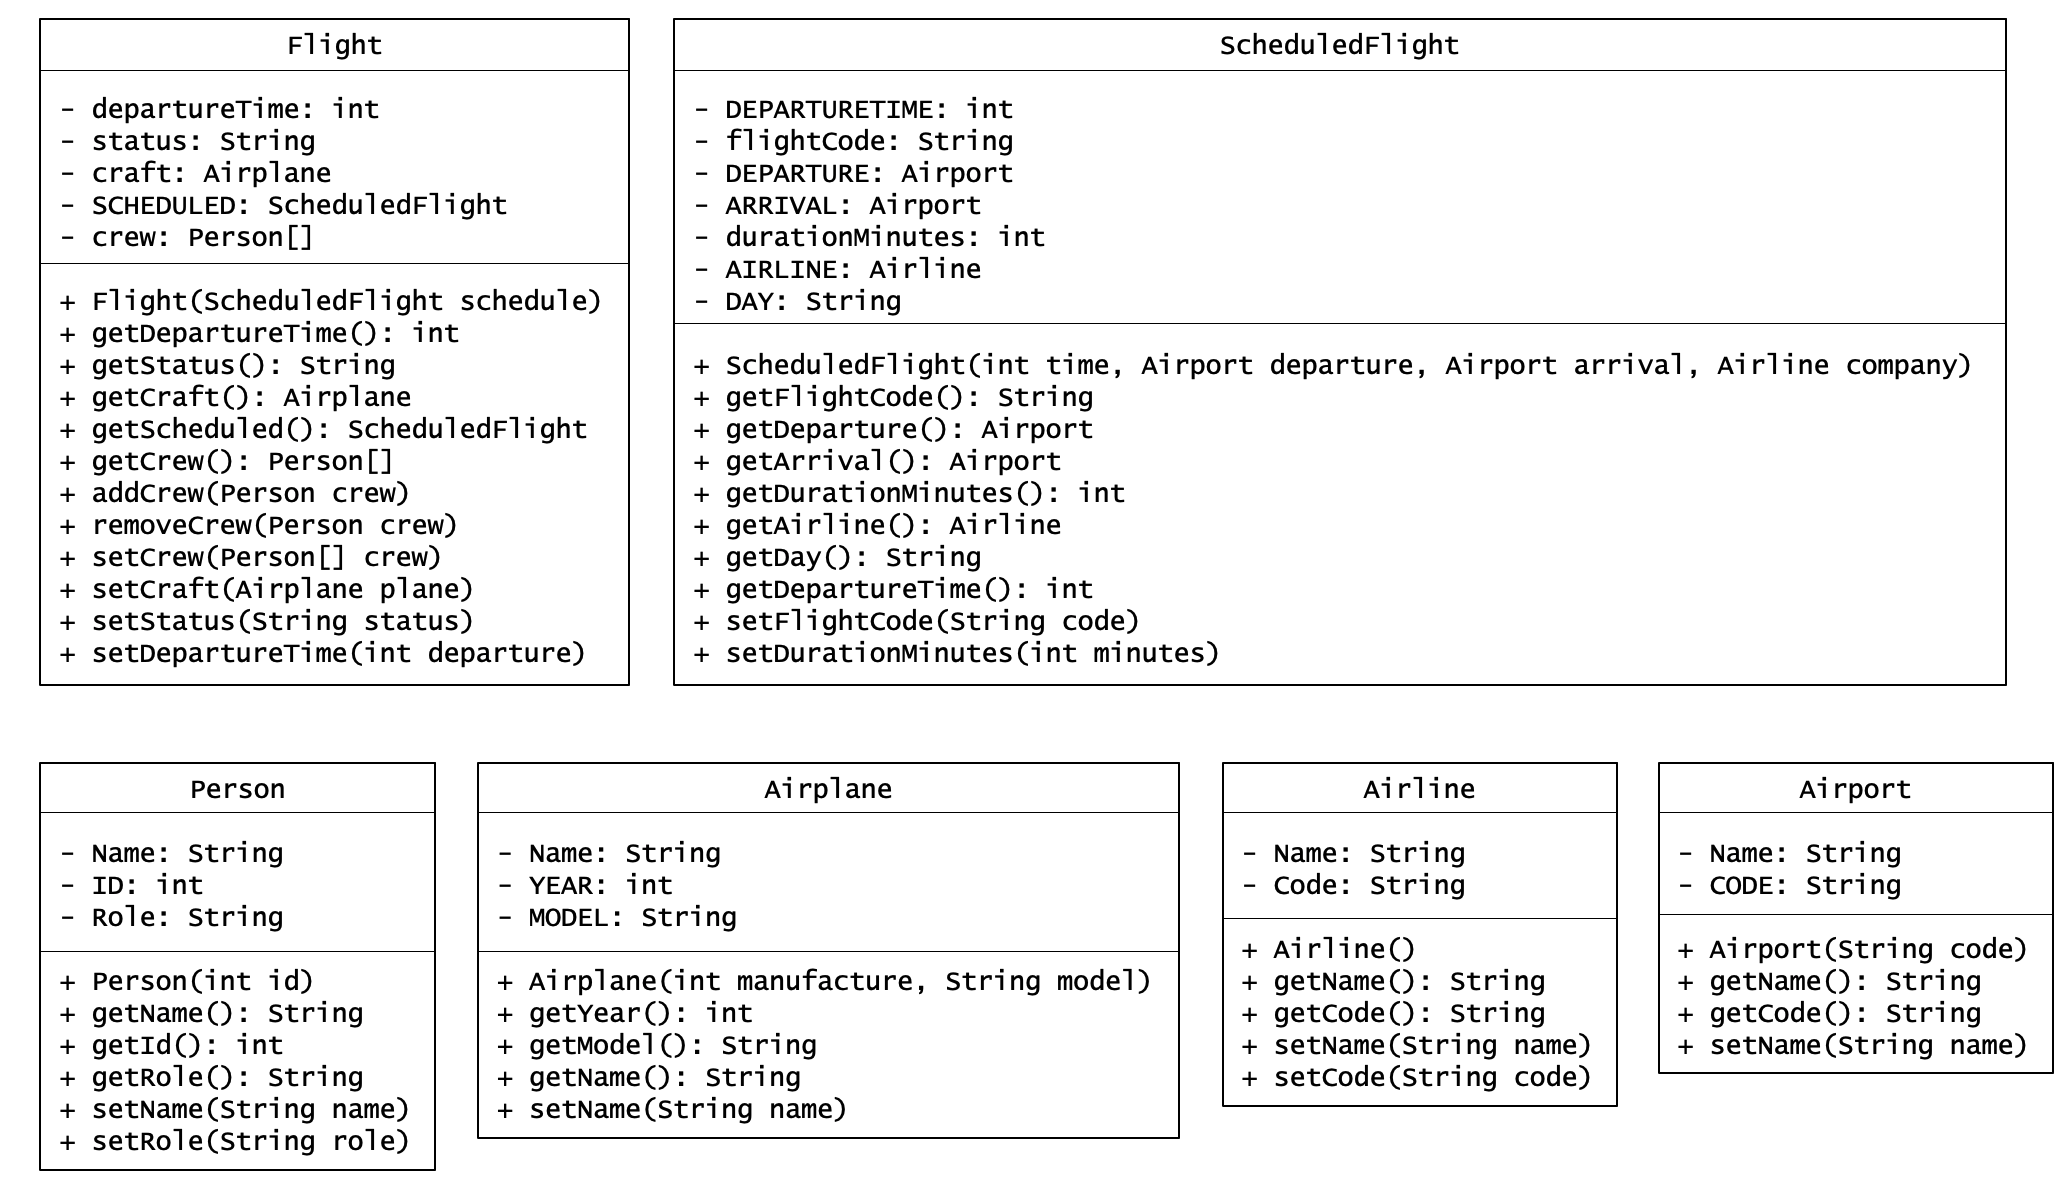 Flight
- departureTime: int
- status: String
- craft: Airplane
- SCHEDULED: ScheduledFlight
- crew: Person[]
+ Flight(ScheduledFlight schedule)
+ getDepartureTime(): int
+ getStatus(): String
+ getCraft(): Airplane
+ getScheduled(): ScheduledFlight
+ getCrew(): Person[]
+ addCrew(Person crew)
+ removeCrew(Person crew)
+ setCrew(Person[] crew)
+ setCraft(Airplane plane)
+ setStatus(String status)
+ setDepartureTime(int departure)
ScheduledFlight
- DEPARTURETIME: int
- flightCode: String
- DEPARTURE: Airport
- ARRIVAL: Airport
- durationMinutes: int
- AIRLINE: Airline
- DAY: String
+ ScheduledFlight(int time, Airport departure, Airport arrival, Airline company)
+ getFlightCode(): String
+ getDeparture(): Airport
+ getArrival(): Airport
+ getDurationMinutes(): int
+ getAirline(): Airline
+ getDay(): String
+ getDepartureTime(): int
+ setFlightCode(String code)
+ setDurationMinutes(int minutes)
Person
- Name: String
- ID: int
- Role: String
+ Person(int id)
+ getName(): String
+ getId(): int
+ getRole(): String
+ setName(String name)
+ setRole(String role)
Airplane
- Name: String
- YEAR: int
- MODEL: String
+ Airplane(int manufacture, String model)
+ getYear(): int
+ getModel(): String
+ getName(): String
+ setName(String name)
Airline
- Name: String
- Code: String
+ Airline()
+ getName(): String
+ getCode(): String
+ setName(String name)
+ setCode(String code)
Airport
- Name: String
- CODE: String
+ Airport(String code)
+ getName(): String
+ getCode(): String
+ setName(String name)